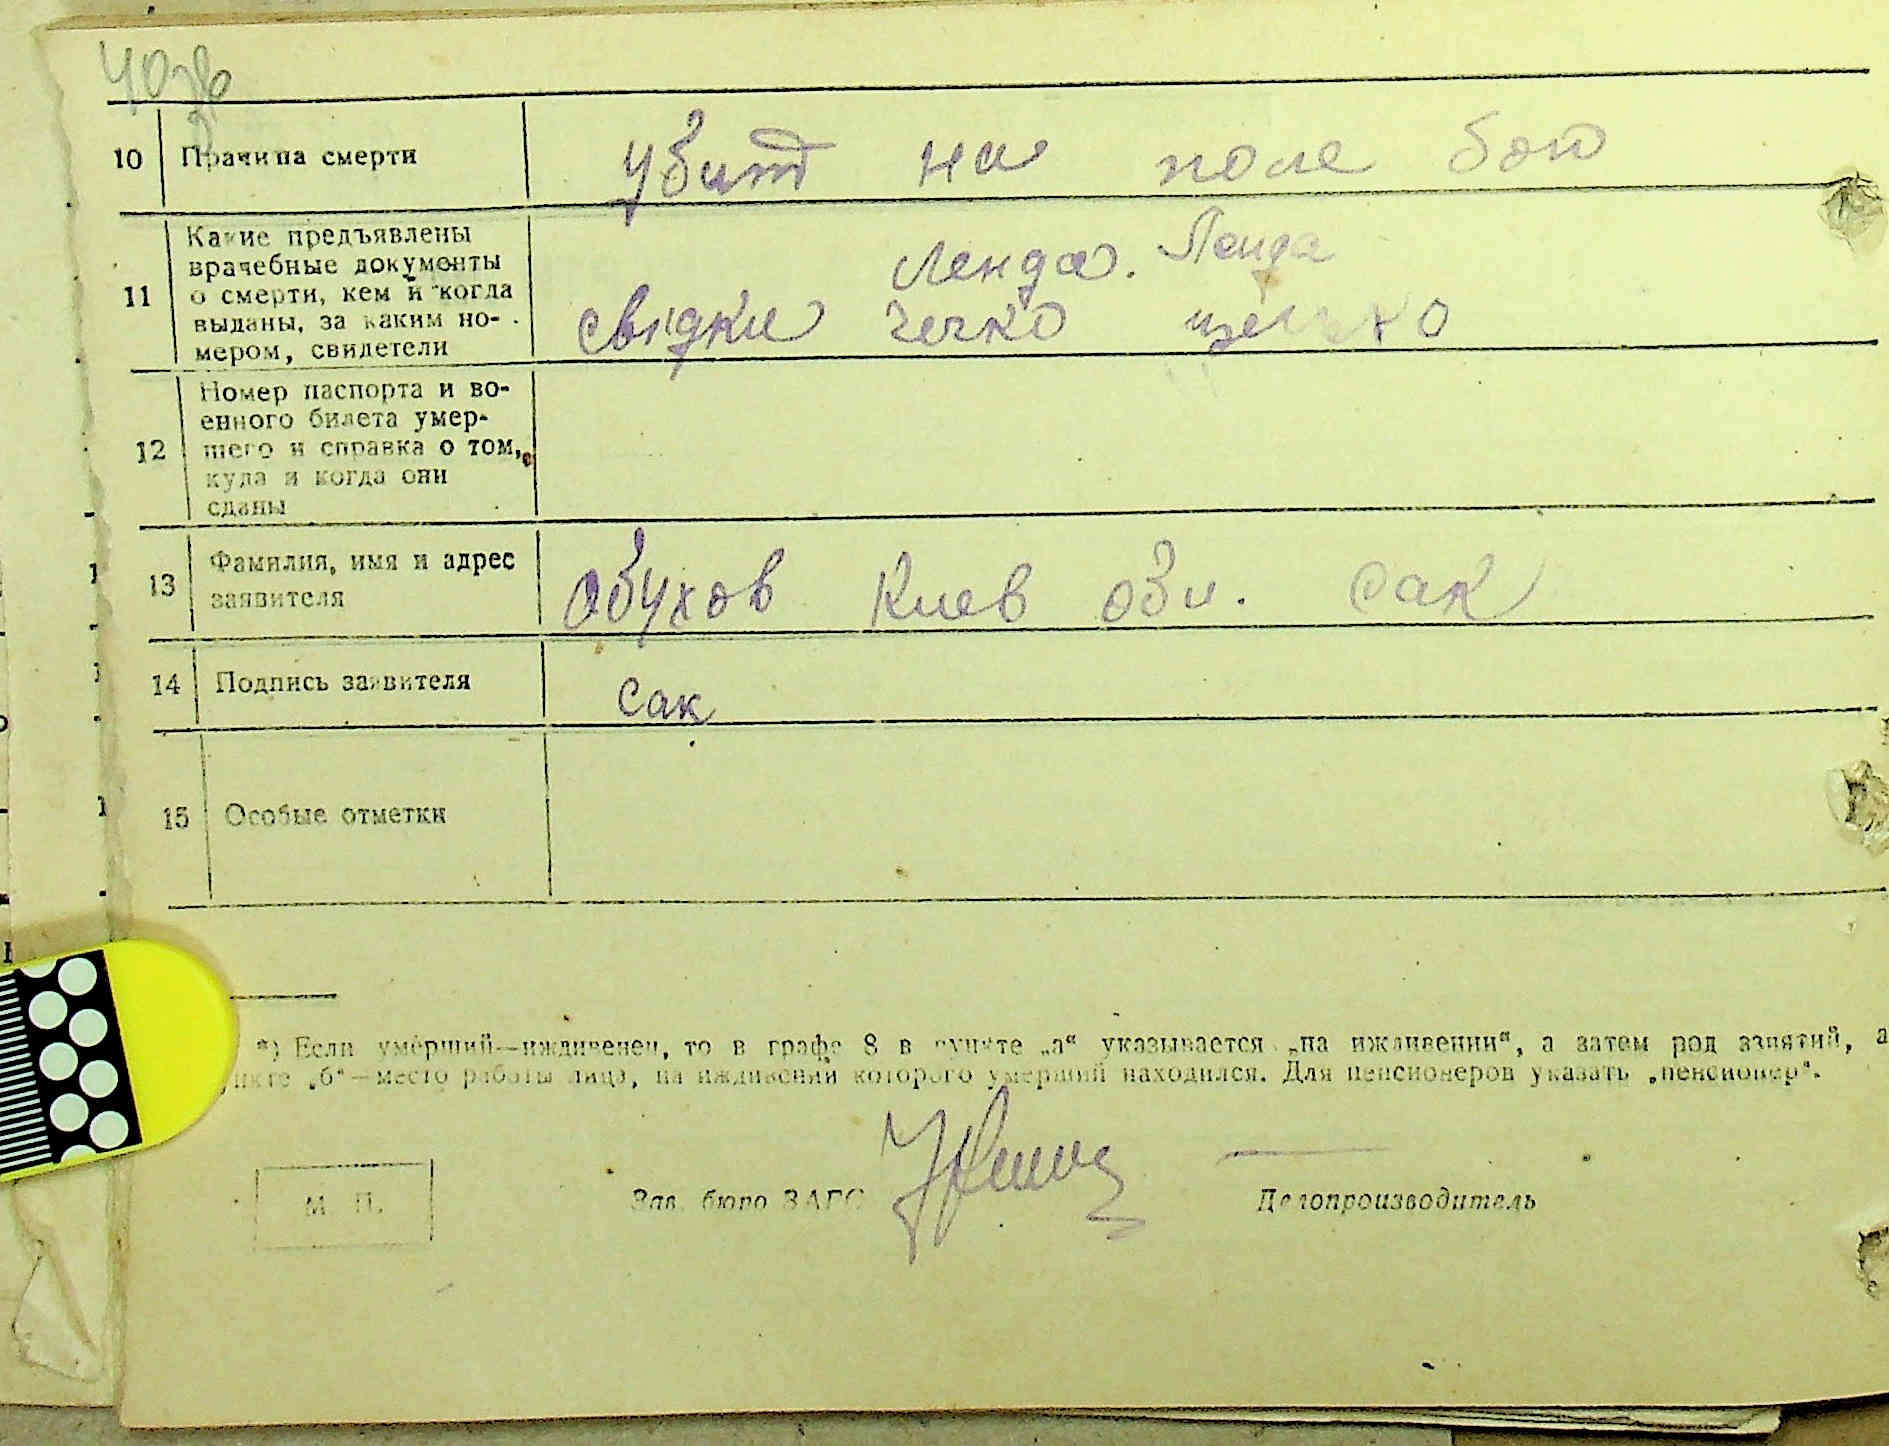 10 Причина смерти убит на поле бою
11 Какие предъявлены
врачебные документы
о смерти, кем и когда
выданы, за каким но-
мером, свидетели
Ленда. Ленда
свідки чечко
12 Номер паспорта и во-
енного билета умер-
шего и справка о том,
куда и когда они
сданы
13 Фамилия, имя и адрес
заявителя
Обухов Киев обл. Сак
14 Подпись заявителя Сак
15 Особые отметки
*) Если умерший—иждивенец, то в графе 8 в пункте „а“ указывается „на иждивении“, а затем род занятий, а
пункте „б“—место работы лица, на иждивении которого умерший находился. Для пенсионеров указать „пенсионер“.
М П.
Зав. бюро ЗАГС
Делопроизводитель